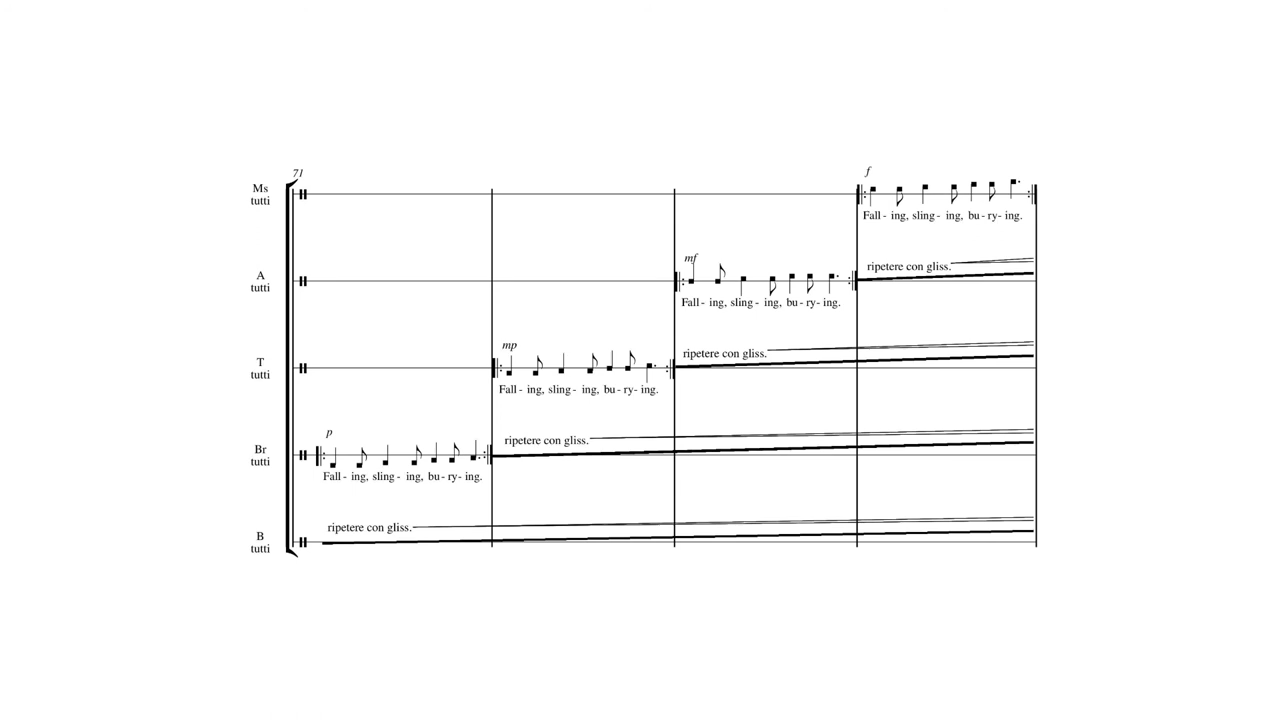 71
f
Ms
tutti
Fall - ing, sling - ing, bu - ry - ing.
mf
A
tutti
ripetere con gliss.
Fall - ing, sling - ing, bu - ry - ing.
mp
T
tutti
ripetere con gliss.
Fall - ing, sling - ing, bu - ry - ing.
p
Br
tutti
ripetere con gliss.
Fall - ing, sling - ing, bu - ry - ing.
B
tutti
ripetere con gliss.